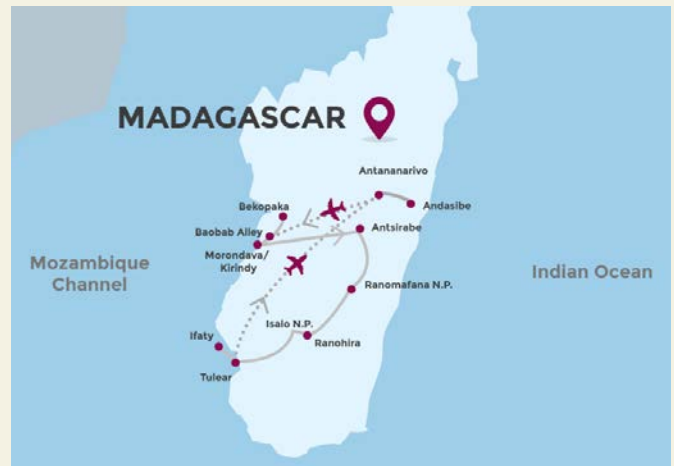 MADAGASCAR
Antananarivo
Andasibe
Bekopaka
Baobab Alley
Antsirabe
Morondava/
Kirindy
Mozambique
Channel
Indian Ocean
Ranomafana N.P.
Isalo N.P.
Ifaty
Ranohira
Tulear